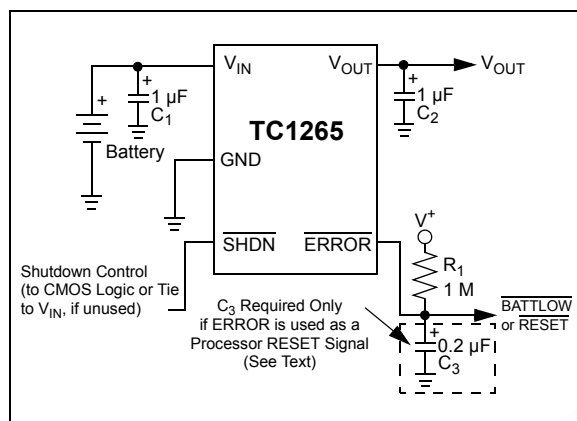 V_IN
V_OUT
V_OUT
+
1 µF
C_1
+
1 µF
C_2
+
Battery
TC1265
GND
SHDN
ERROR
V+
R_1
1 M
Shutdown Control
(to CMOS Logic or Tie
to V_IN, if unused)
C_3 Required Only
if ERROR is used as a
Processor RESET Signal
(See Text)
BATTLOW
or RESET
+
0.2 µF
C_3